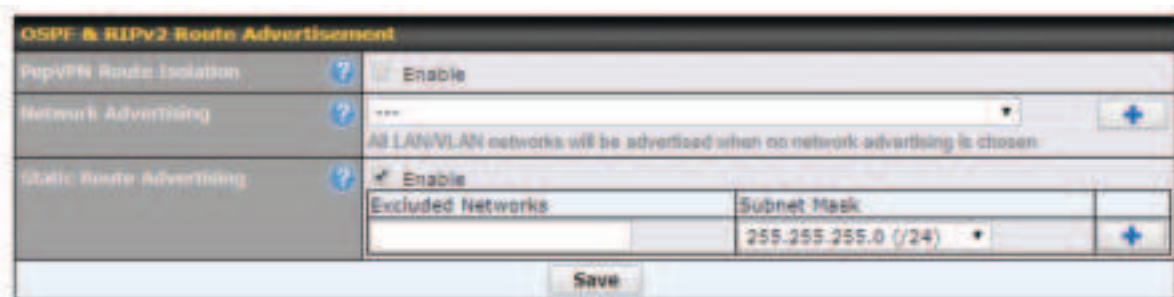 OSPF & RIPv2 Route Advertisement
PepVPN Route Isolation
Enable
Network Advertising
---
All LAN/VLAN networks will be advertised when no network advertising is chosen.
Static Route Advertising
Enable
Excluded Networks
Subnet Mask
255.255.255.0 (/24)
Save